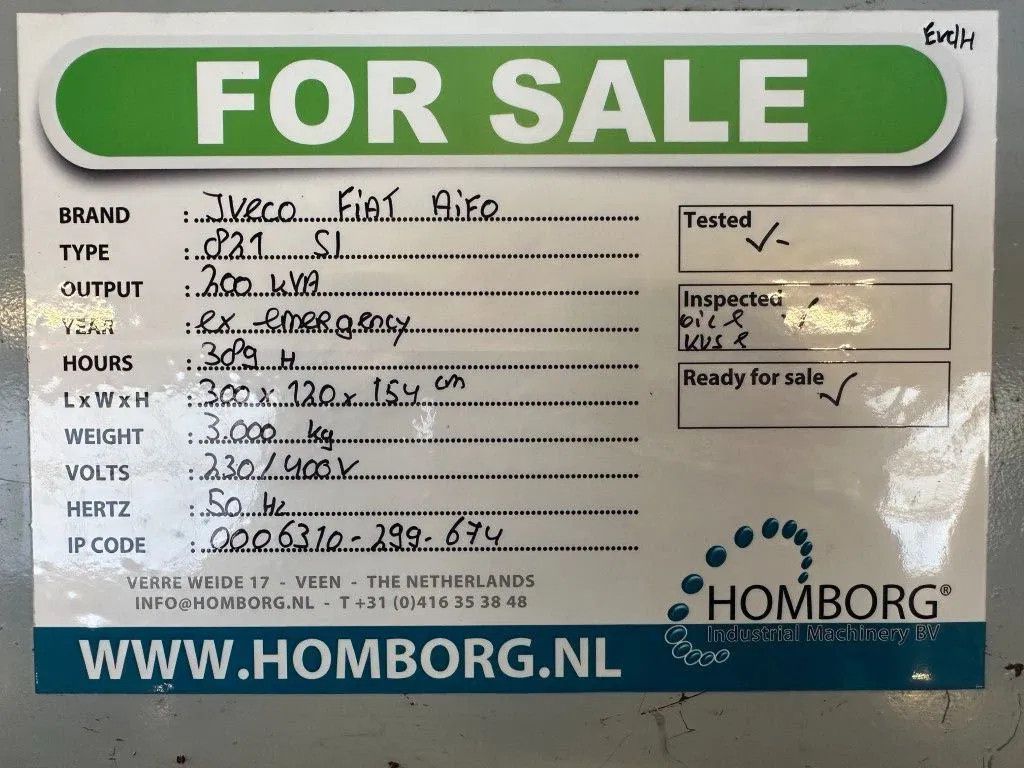 EvdH
FOR SALE
BRAND : Iveco FiAT AiFO
TYPE : 821 SI
OUTPUT : 200 kVA
YEAR : ex emergency
HOURS : 389 H
L x W x H : 300 x 120 x 154 cm
WEIGHT : 3.000 kg
VOLTS : 230/400V
HERTZ : 50 Hz
IP CODE : 0006310-299-674
Tested ✓-
Inspected ✓
oil &
Ready for sale ✓
VERRE WEIDE 17 - VEEN - THE NETHERLANDS
INFO@HOMBORG.NL - T +31 (0)416 35 38 48
HOMBORG®
Industrial Machinery BV
WWW.HOMBORG.NL